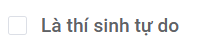 Là thí sinh tự do